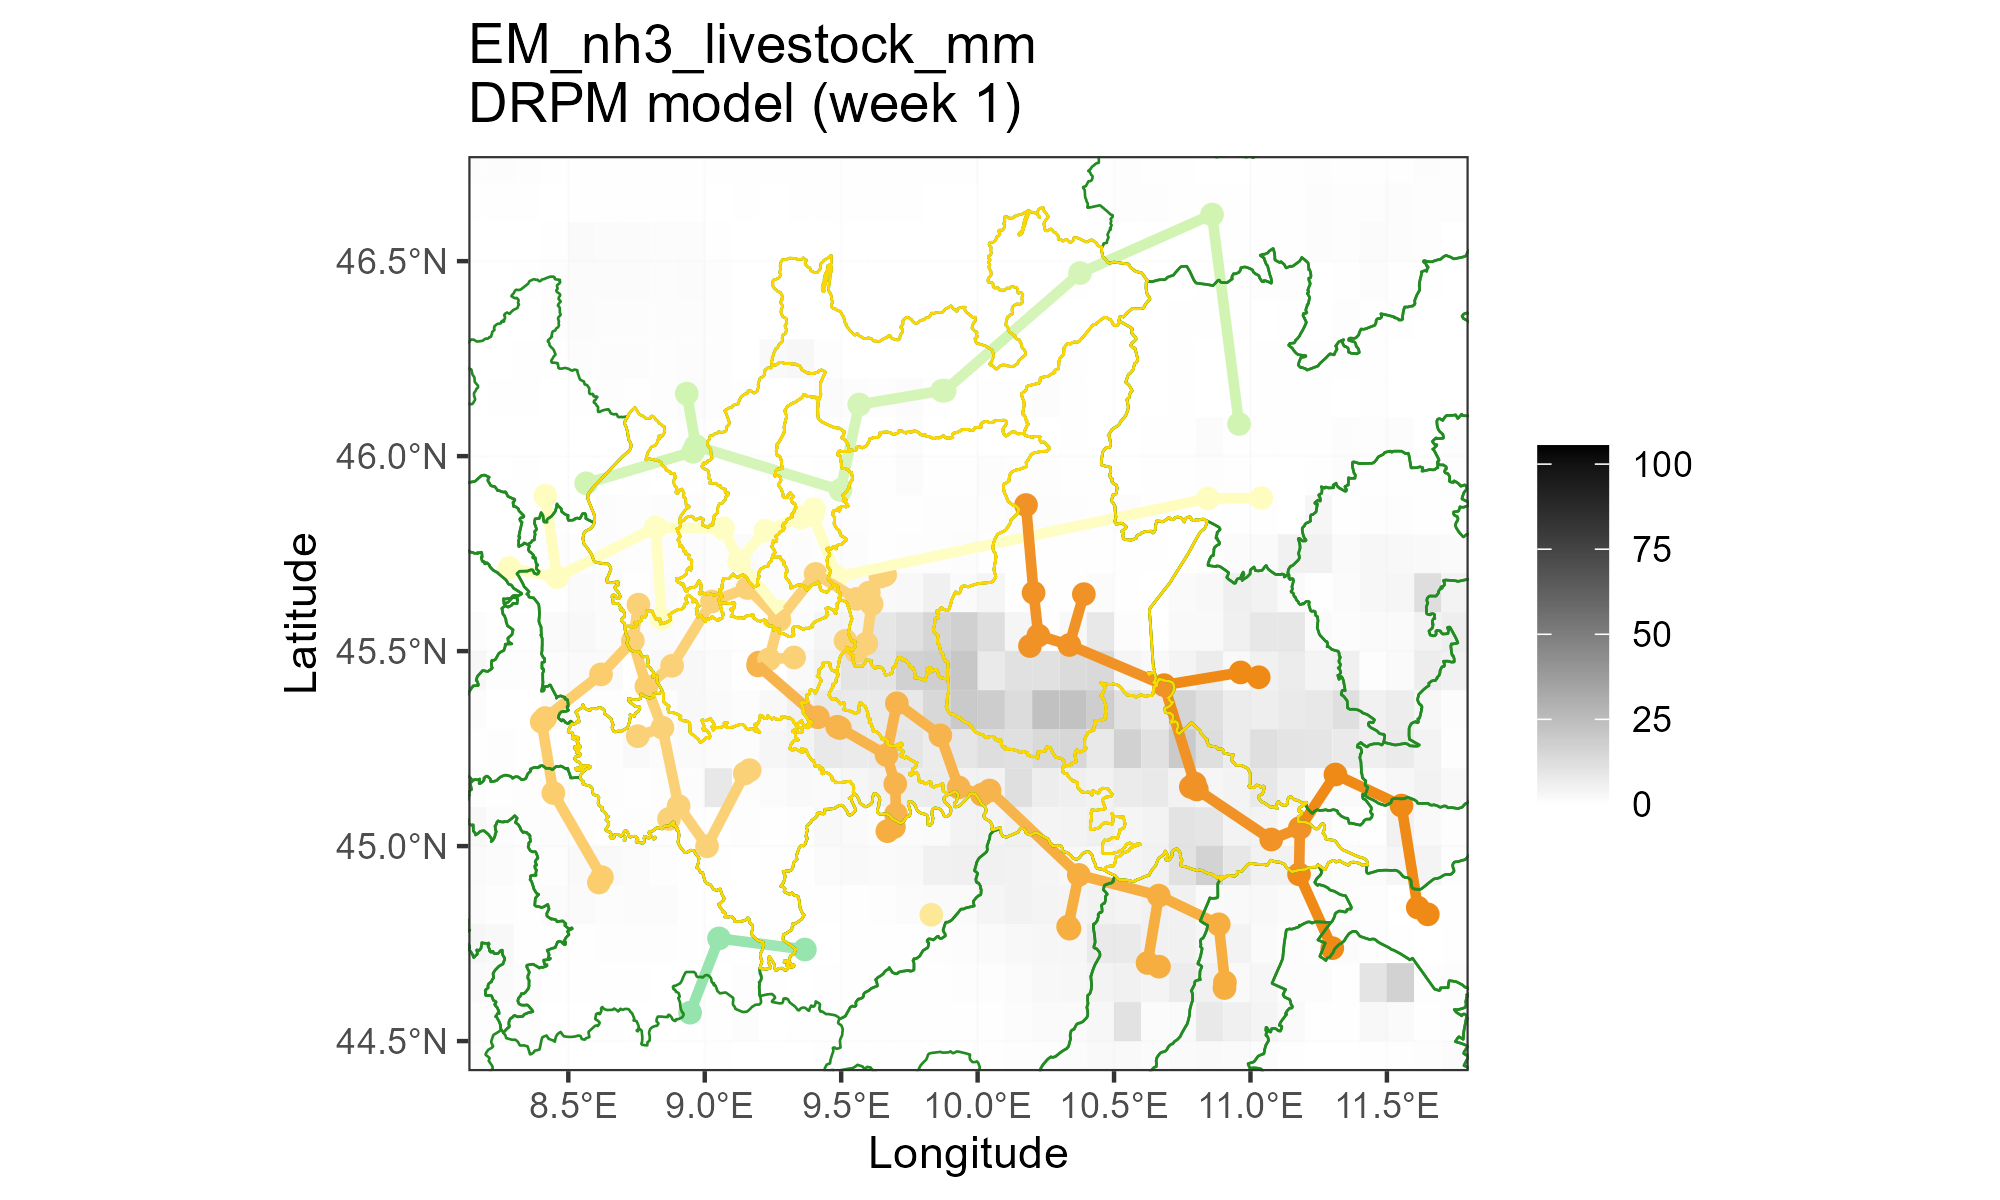 EM_nh3_livestock_mm
DRPM model (week 1)
46.5°N
46.0°N
45.5°N
45.0°N
44.5°N
Latitude
8.5°E 9.0°E 9.5°E 10.0°E 10.5°E 11.0°E 11.5°E
Longitude
100
75
50
25
0